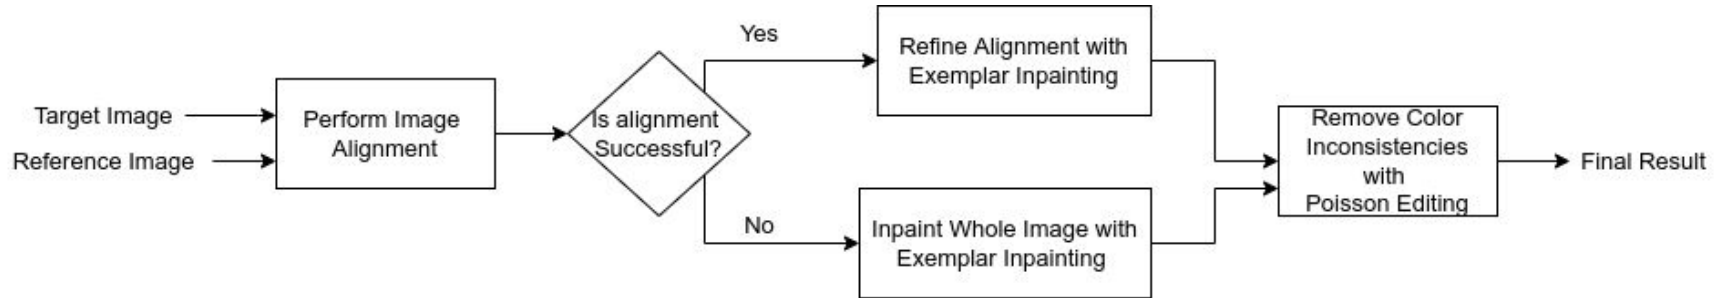 Target Image
Reference Image
Perform Image
Alignment
Is alignment
Successful?
Yes
No
Refine Alignment with
Exemplar Inpainting
Inpaint Whole Image with
Exemplar Inpainting
Remove Color
Inconsistencies
with
Poisson Editing
Final Result